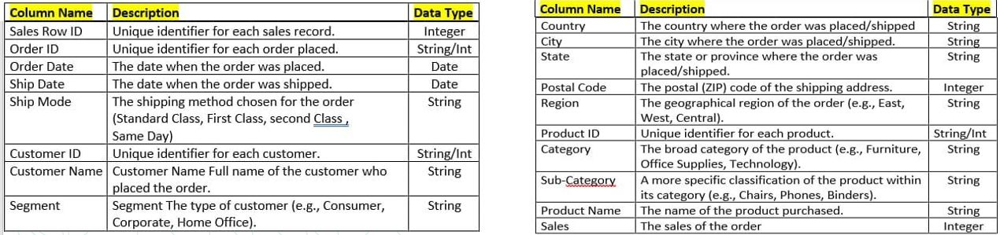 Column Name Description Data Type
Sales Row ID Unique identifier for each sales record. Integer
Order ID Unique identifier for each order placed. String/Int
Order Date The date when the order was placed. Date
Ship Date The date when the order was shipped. Date
Ship Mode The shipping method chosen for the order String
(Standard Class, First Class, second Class ,
Same Day)
Customer ID Unique identifier for each customer. String/Int
Customer Name Customer Name Full name of the customer who String
placed the order.
Segment Segment The type of customer (e.g., Consumer, String
Corporate, Home Office).
Column Name Description Data Type
Country The country where the order was placed/shipped String
City The city where the order was placed/shipped. String
State The state or province where the order was String
placed/shipped.
Postal Code The postal (ZIP) code of the shipping address. Integer
Region The geographical region of the order (e.g., East, String
West, Central).
Product ID Unique identifier for each product. String/Int
Category The broad category of the product (e.g., Furniture, String
Office Supplies, Technology).
Sub-Category A more specific classification of the product within String
its category (e.g., Chairs, Phones, Binders).
Product Name The name of the product purchased. String
Sales The sales of the order Integer